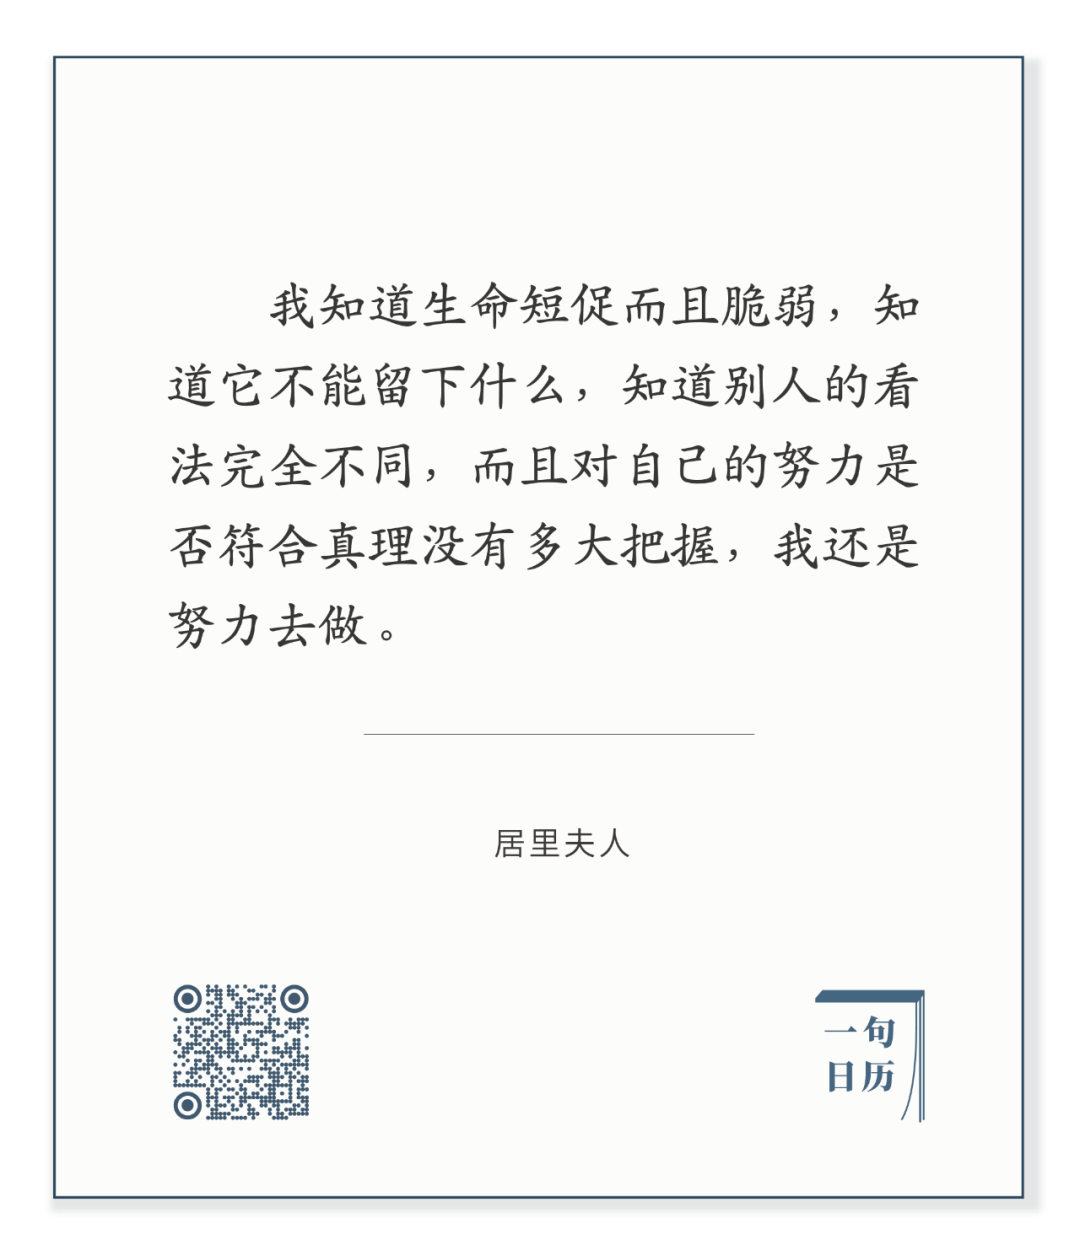 我知道生命短促而且脆弱，知
道它不能留下什么，知道别人的看
法完全不同，而且对自己的努力是
否符合真理没有多大把握，我还是
努力去做。
居里夫人
一句
日历